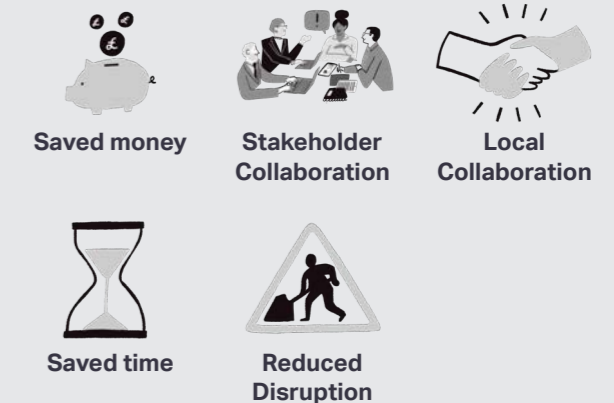 £ £ £
!
Saved money
Stakeholder
Collaboration
Local
Collaboration
Saved time
Reduced
Disruption